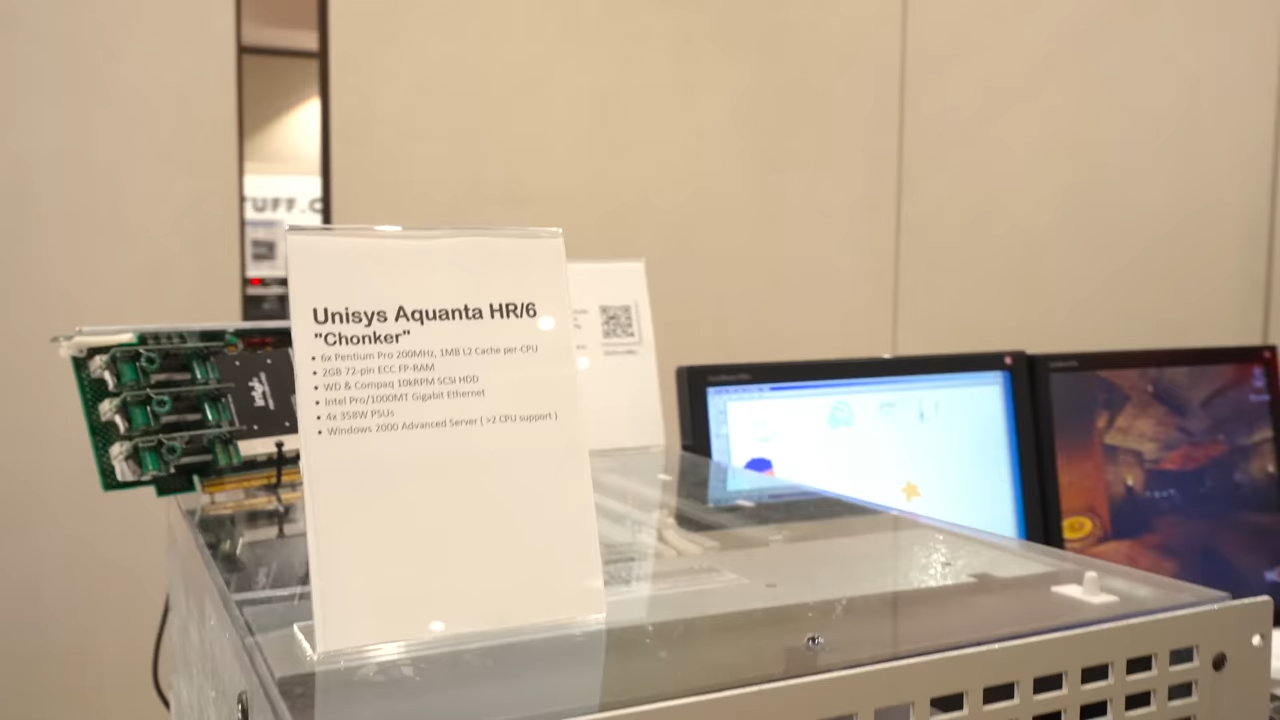 TUFF.C
Unisys Aquanta HR/6
"Chonker"
• 6x Pentium Pro 200MHz, 1MB L2 Cache per-CPU
• 2GB 72-pin ECC FP-RAM
• WD & Compaq 10kRPM SCSI HDD
• Intel Pro/1000MT Gigabit Ethernet
• 4x 358W PSUs
• Windows 2000 Advanced Server ( >2 CPU support )
intel